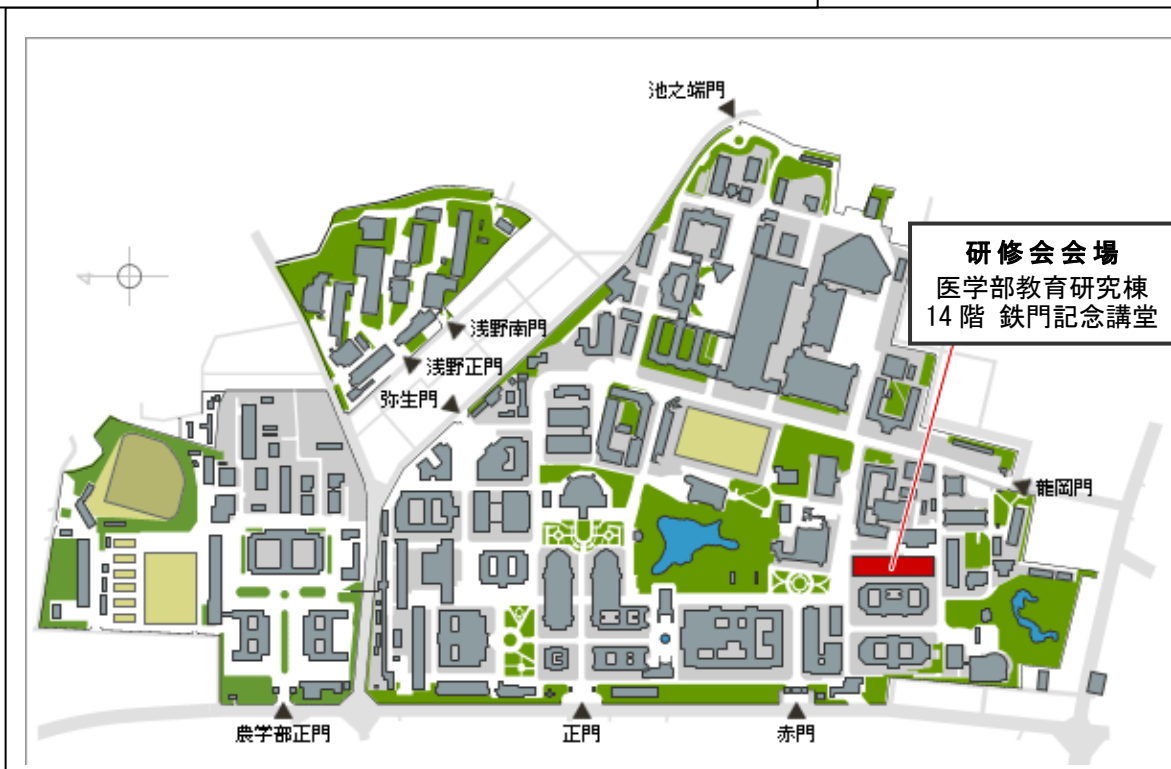 池之端門
研修会会場
医学部教育研究棟
14階 鉄門記念講堂
浅野南門
浅野正門
弥生門
龍岡門
農学部正門
正門
赤門